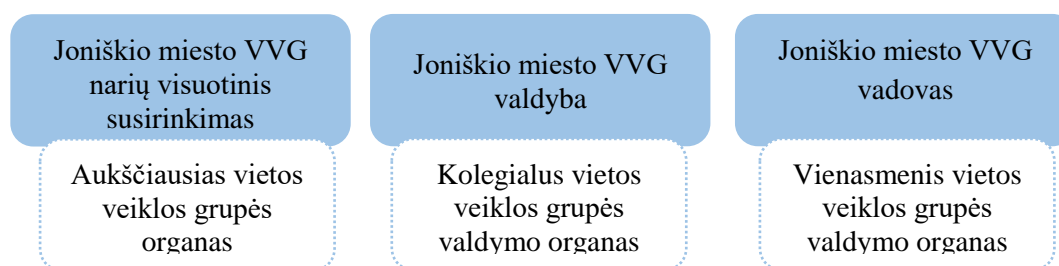 Joniškio miesto VVG
narių visuotinis
susirinkimas
Aukščiausias vietos
veiklos grupės
organas
Joniškio miesto VVG
valdyba
Kolegialus vietos
veiklos grupės
valdymo organas
Joniškio miesto VVG
vadovas
Vienasmenis vietos
veiklos grupės
valdymo organas